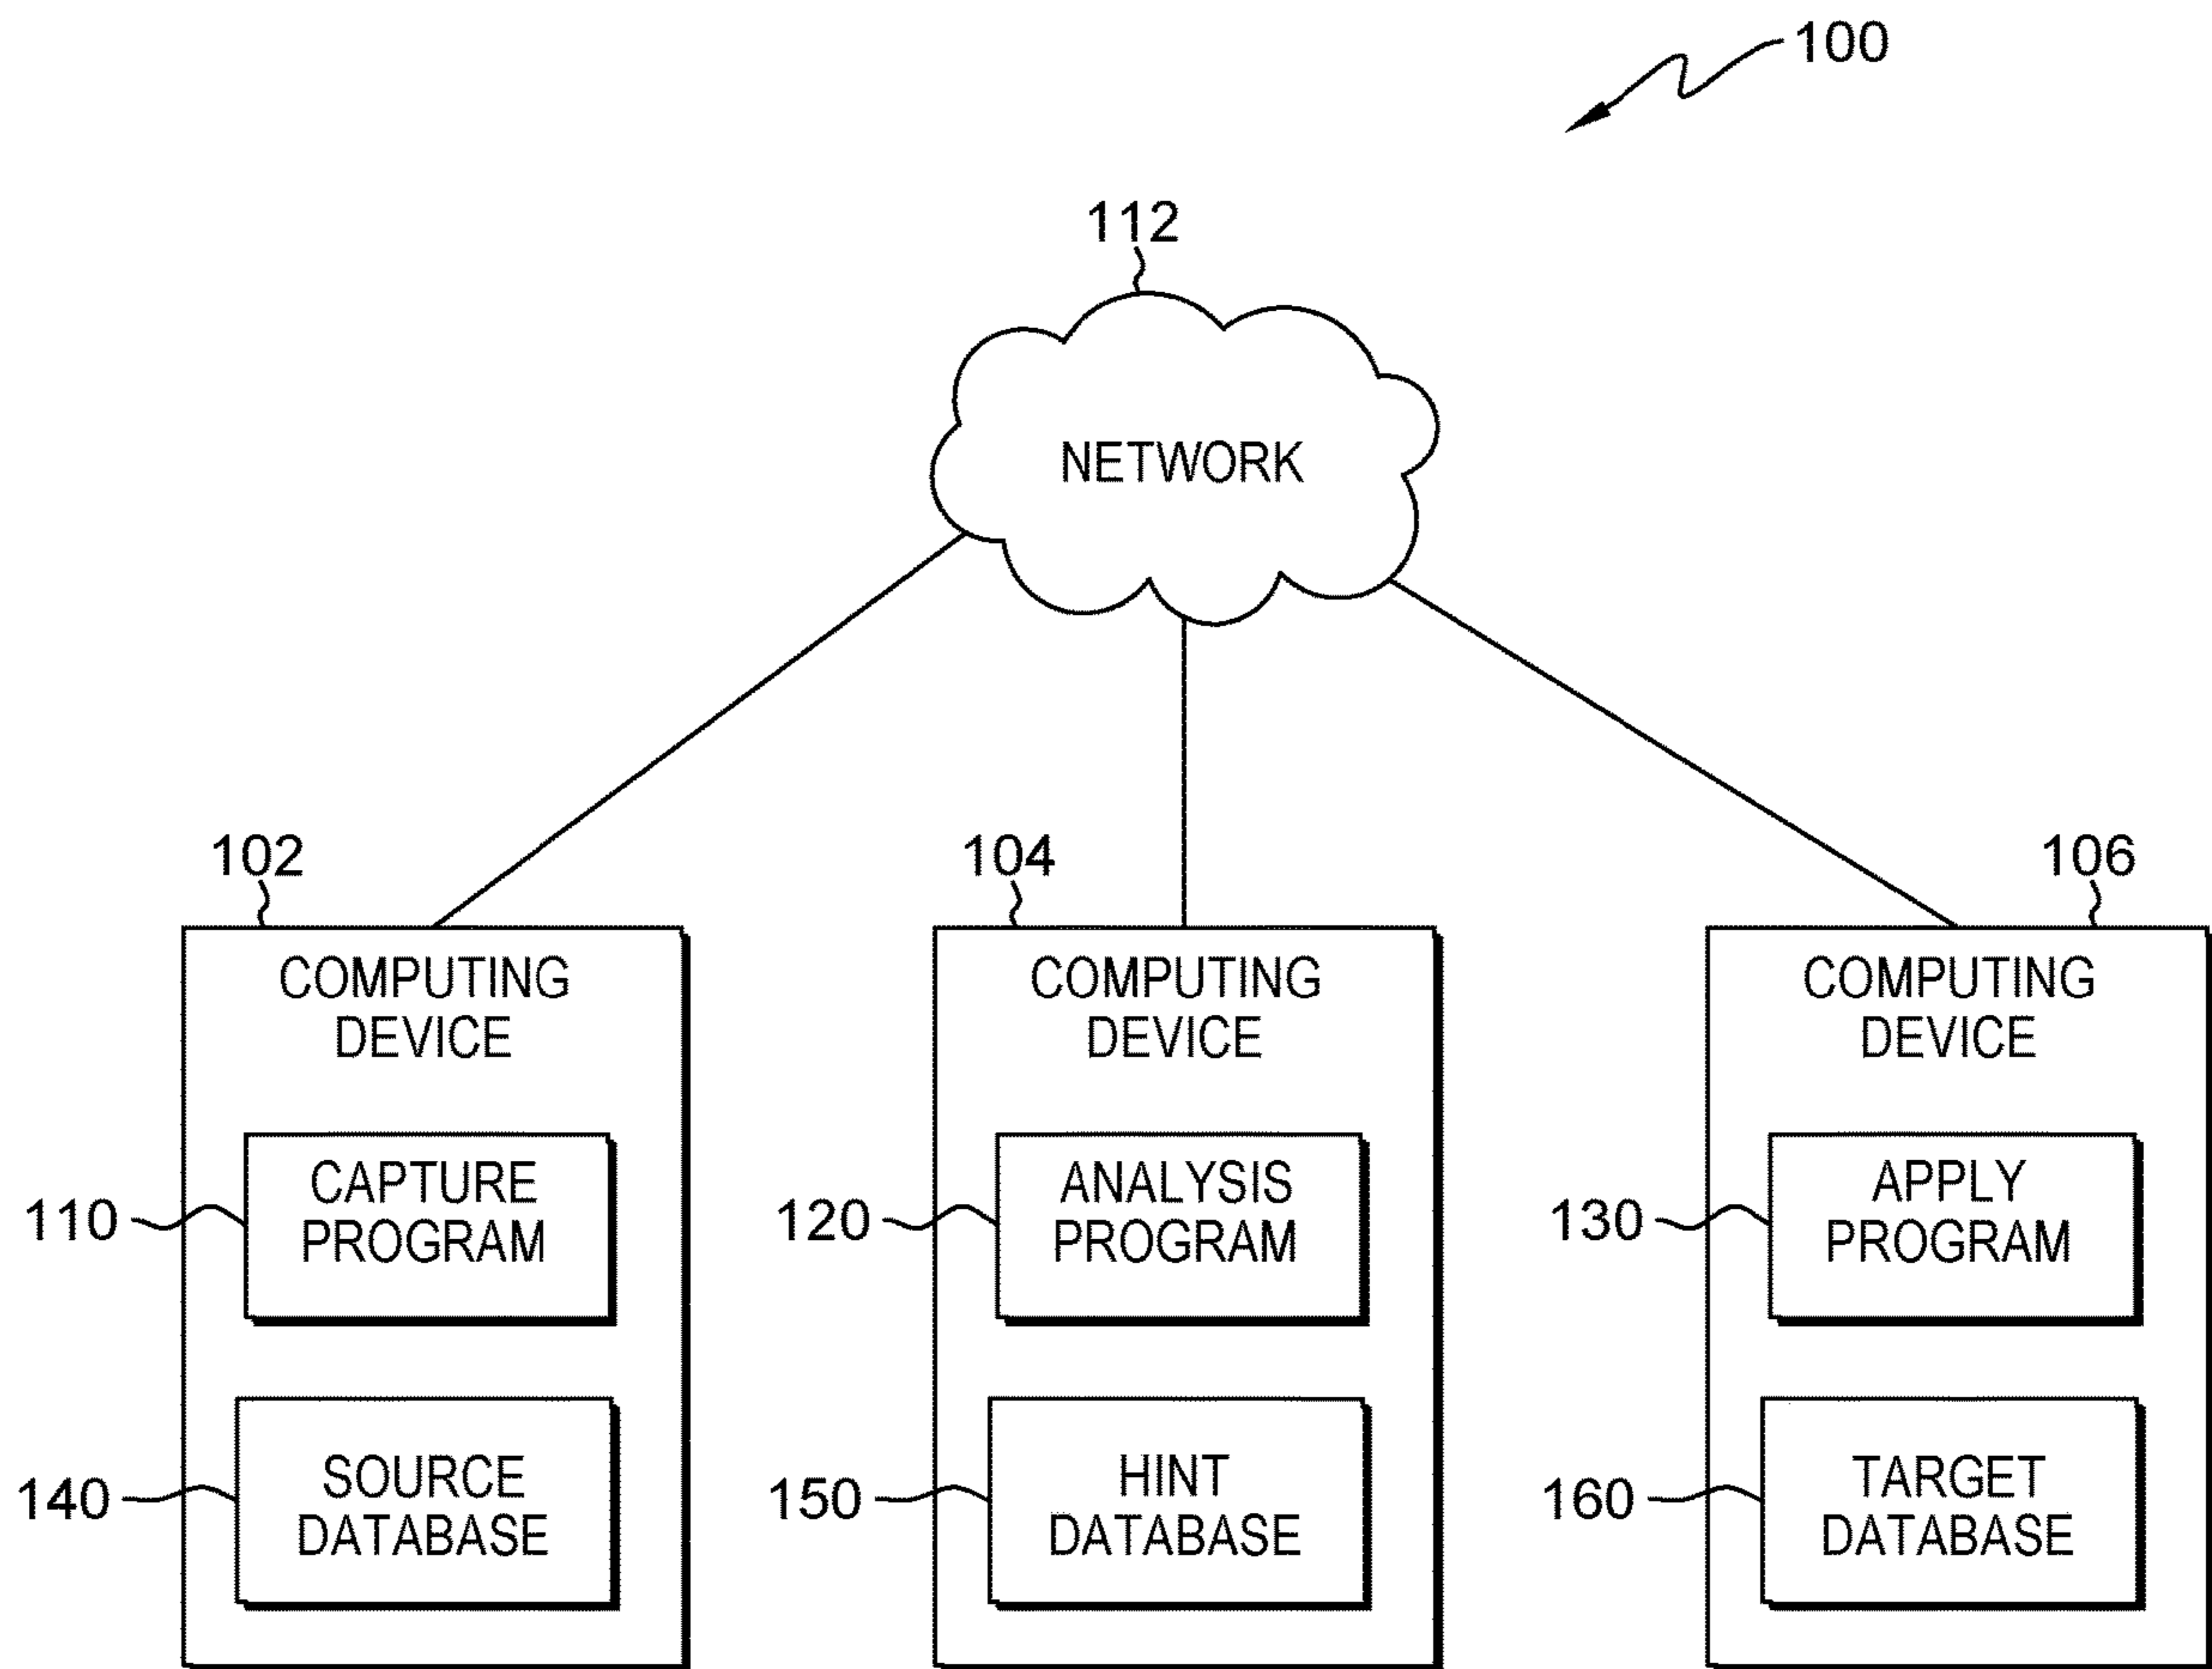 100
112
NETWORK
102
COMPUTING
DEVICE
110
CAPTURE
PROGRAM
140
SOURCE
DATABASE
104
COMPUTING
DEVICE
120
ANALYSIS
PROGRAM
150
HINT
DATABASE
106
COMPUTING
DEVICE
130
APPLY
PROGRAM
160
TARGET
DATABASE